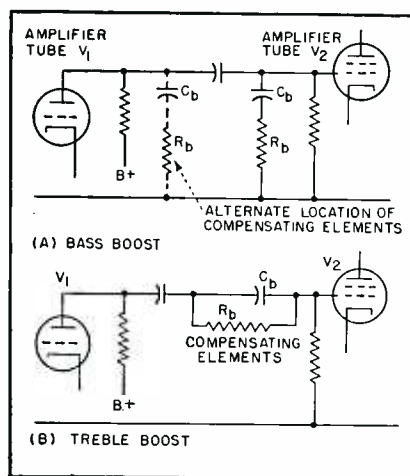 AMPLIFIER
TUBE V1
AMPLIFIER
TUBE V2
Cb
Cb
Rb
Rb
B+
ALTERNATE LOCATION OF
COMPENSATING ELEMENTS
(A) BASS BOOST
V1
V2
Cb
Rb
COMPENSATING
ELEMENTS
B.+
(B) TREBLE BOOST